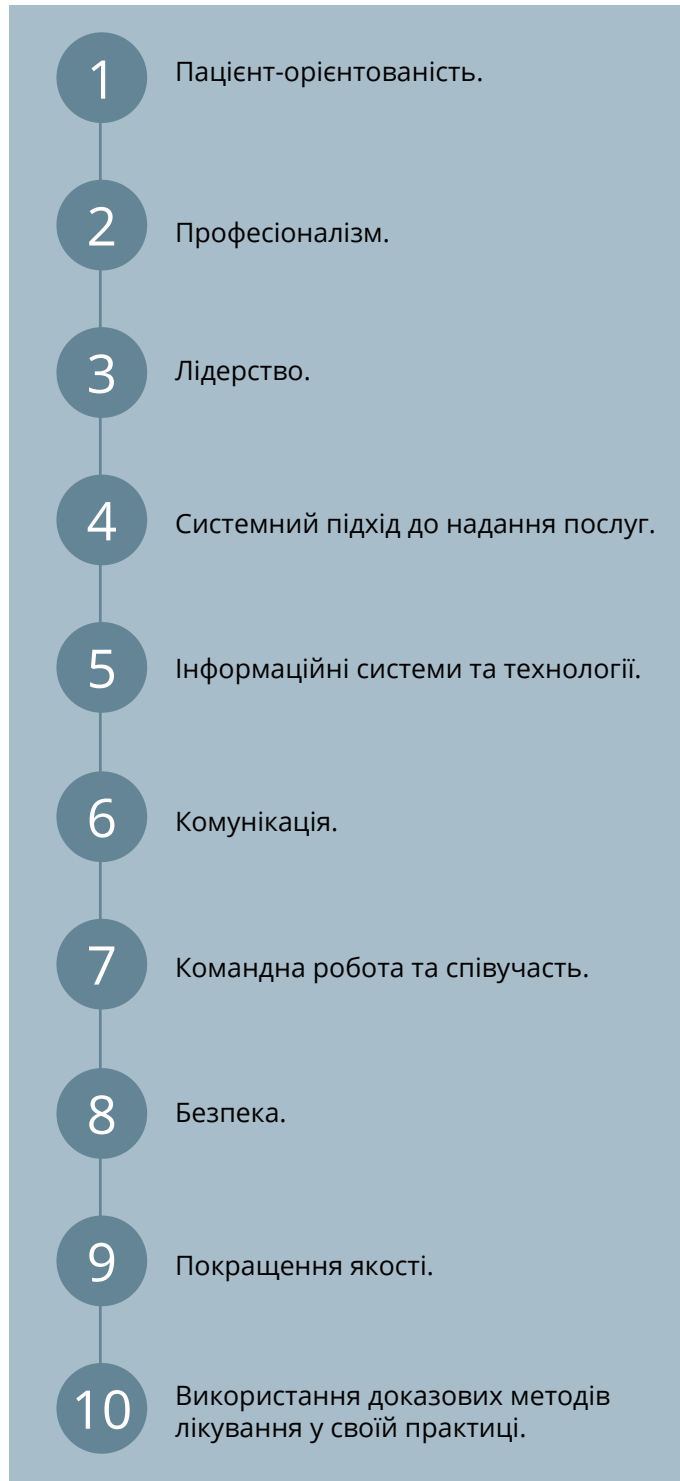 1
Пацієнт-орієнтованість.
2
Професіоналізм.
3
Лідерство.
4
Системний підхід до надання послуг.
5
Інформаційні системи та технології.
6
Комунікація.
7
Командна робота та співучасть.
8
Безпека.
9
Покращення якості.
10
Використання доказових методів
лікування у своїй практиці.